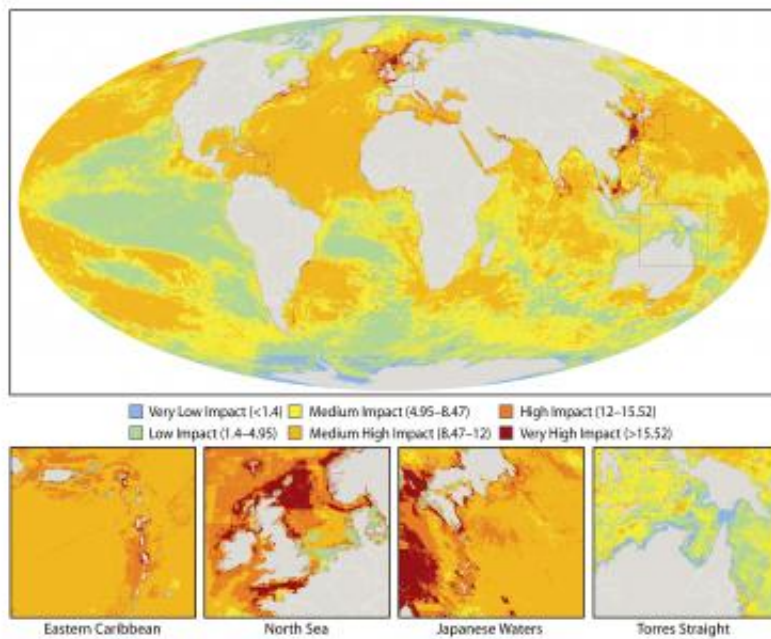 Very Low Impact (<1.4) Medium Impact (4.95–8.47) High Impact (12–15.52)
Low Impact (1.4–4.95) Medium High Impact (8.47–12) Very High Impact (>15.52)
Eastern Caribbean North Sea Japanese Waters Torres Straight